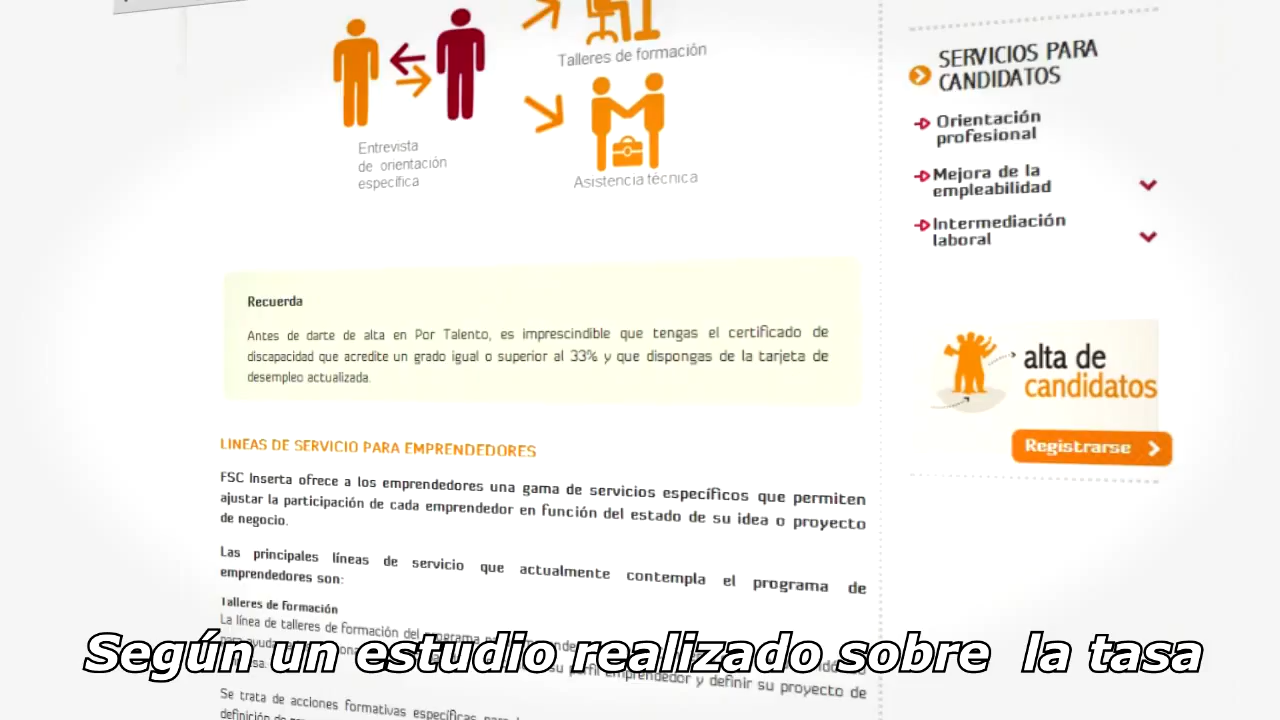 Talleres de formación
Entrevista
de orientación
específica
Asistencia técnica
SERVICIOS PARA
CANDIDATOS
Orientación
profesional
Mejora de la
empleabilidad
Intermediación
laboral
Recuerda
Antes de darte de alta en Por Talento, es imprescindible que tengas el certificado de
discapacidad que acredite un grado igual o superior al 33% y que dispongas de la tarjeta de
desempleo actualizada.
alta de
candidatos
Registrarse
LINEAS DE SERVICIO PARA EMPRENDEDORES
FSC Inserta ofrece a los emprendedores una gama de servicios específicos que permiten
ajustar la participación de cada emprendedor en función del estado de su idea o proyecto
de negocio.
Las principales líneas de servicio que actualmente contempla el programa de
emprendedores son:
Talleres de formación
La línea de talleres de formación del programa
su perfil emprendedor y definir su proyecto de
Se trata de acciones formativas específicas
Según un estudio realizado sobre la tasa